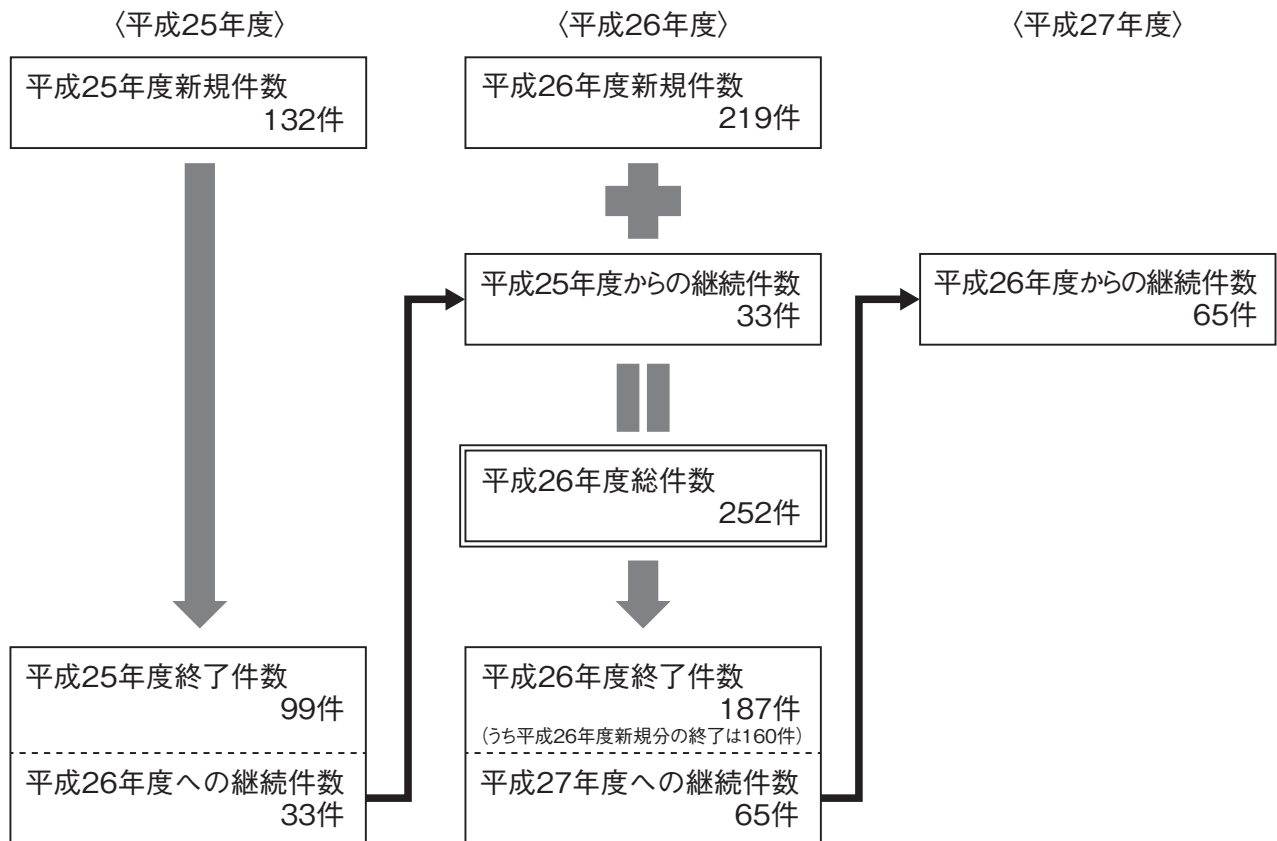 〈平成25年度〉
〈平成26年度〉
〈平成27年度〉
平成25年度新規件数
132件
平成26年度新規件数
219件
平成25年度からの継続件数
33件
平成26年度からの継続件数
65件
平成26年度総件数
252件
平成25年度終了件数
99件
平成26年度への継続件数
33件
平成26年度終了件数
187件
(うち平成26年度新規分の終了は160件)
平成27年度への継続件数
65件